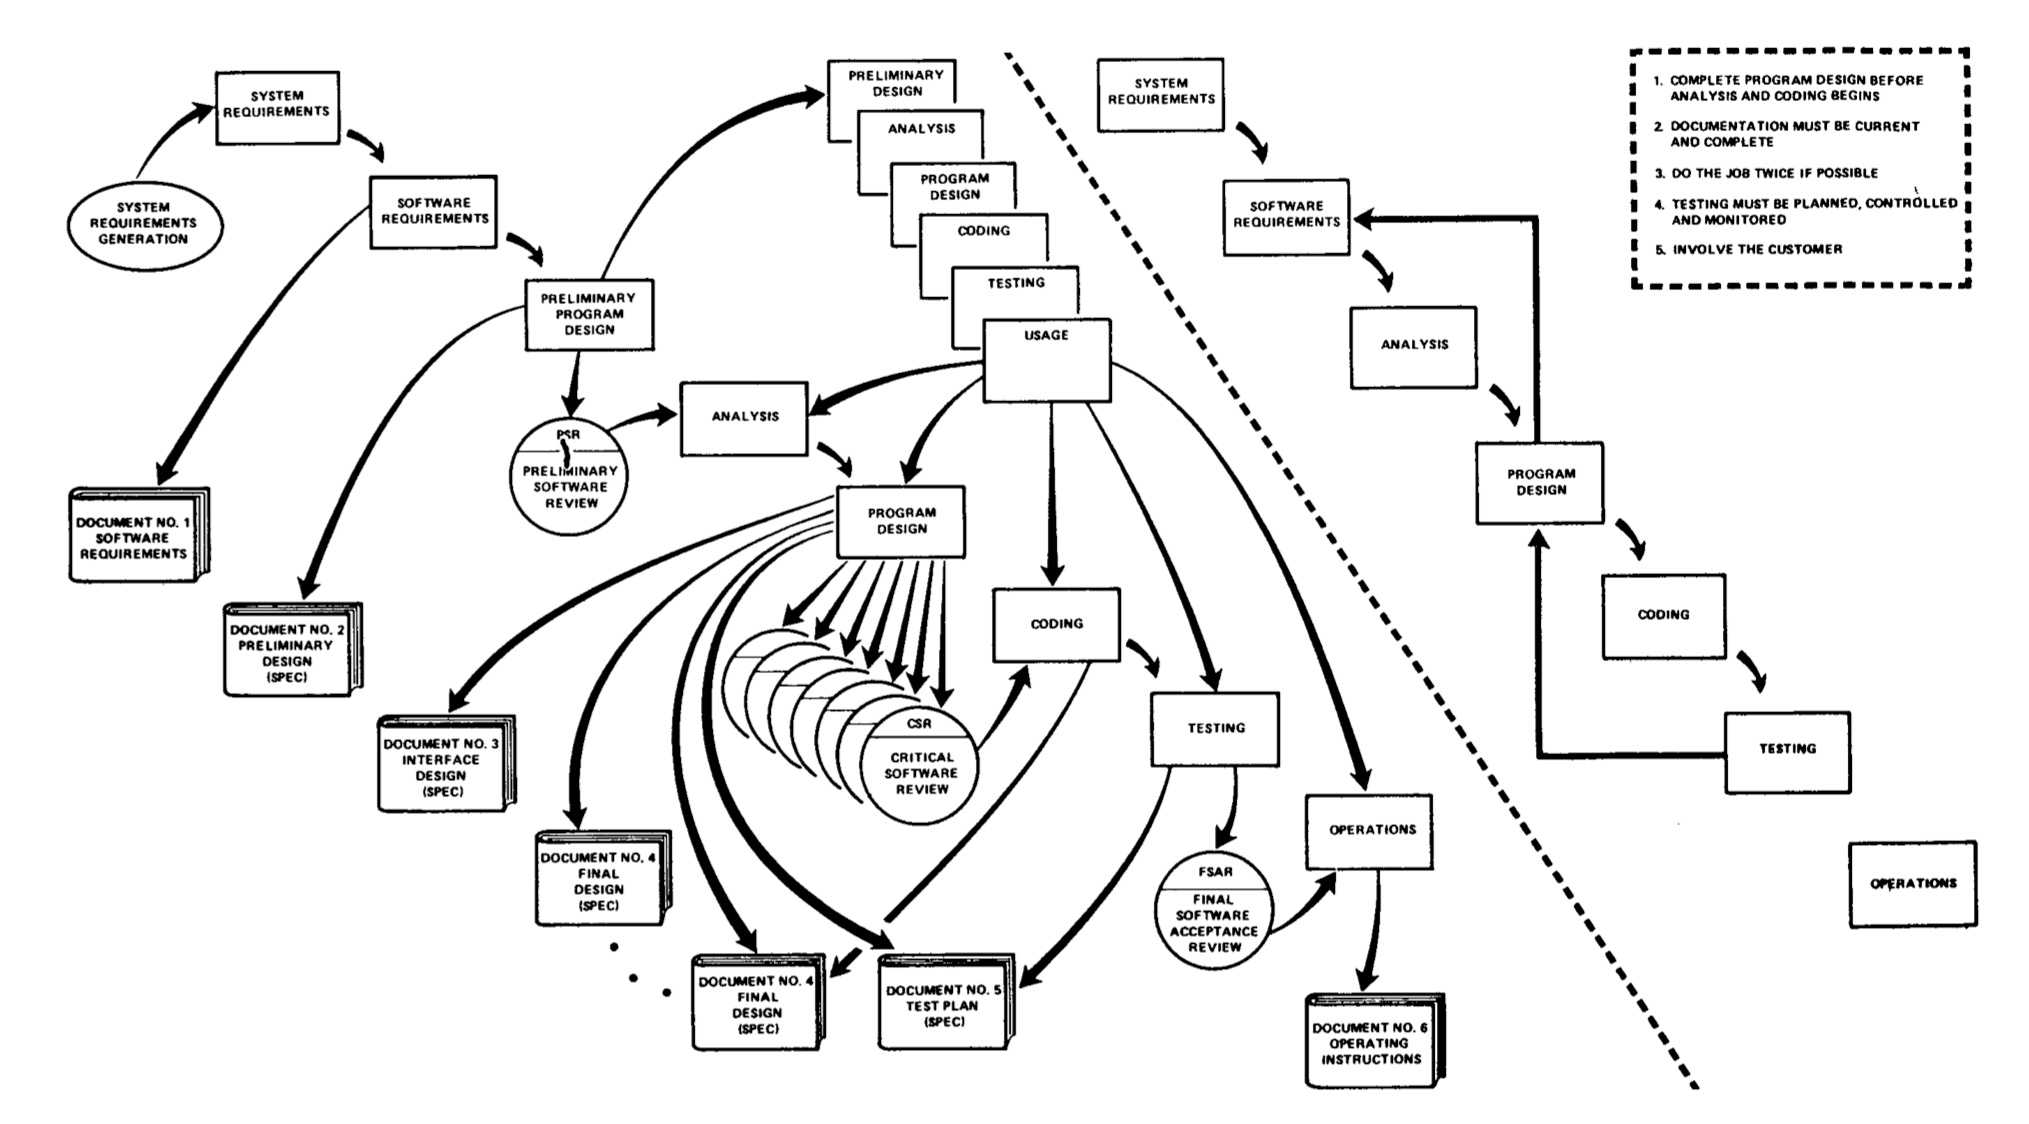 SYSTEM
REQUIREMENTS
SYSTEM
REQUIREMENTS
GENERATION
SOFTWARE
REQUIREMENTS
PRELIMINARY
PROGRAM
DESIGN
PRELIMINARY
DESIGN
ANALYSIS
PROGRAM
DESIGN
CODING
TESTING
USAGE
PSR
PRELIMINARY
SOFTWARE
REVIEW
ANALYSIS
PROGRAM
DESIGN
DOCUMENT NO. 1
SOFTWARE
REQUIREMENTS
DOCUMENT NO. 2
PRELIMINARY
DESIGN
(SPEC)
DOCUMENT NO. 3
INTERFACE
DESIGN
(SPEC)
DOCUMENT NO. 4
FINAL
DESIGN
(SPEC)
DOCUMENT NO. 4
FINAL
DESIGN
(SPEC)
DOCUMENT NO. 5
TEST PLAN
(SPEC)
CSR
CRITICAL
SOFTWARE
REVIEW
CODING
TESTING
FSAR
FINAL
SOFTWARE
ACCEPTANCE
REVIEW
OPERATIONS
DOCUMENT NO. 6
OPERATING
INSTRUCTIONS
SYSTEM
REQUIREMENTS
SOFTWARE
REQUIREMENTS
ANALYSIS
PROGRAM
DESIGN
CODING
TESTING
OPERATIONS
1. COMPLETE PROGRAM DESIGN BEFORE
ANALYSIS AND CODING BEGINS
2. DOCUMENTATION MUST BE CURRENT
AND COMPLETE
3. DO THE JOB TWICE IF POSSIBLE
4. TESTING MUST BE PLANNED, CONTROLLED
AND MONITORED
5. INVOLVE THE CUSTOMER